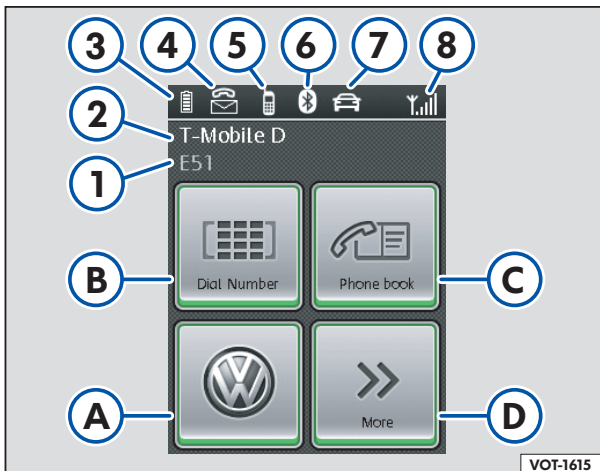 3 4 5 6 7 8
2
T-Mobile D
1
E51
B
Dial Number
Phone book
C
A
More
D
VOT-1615